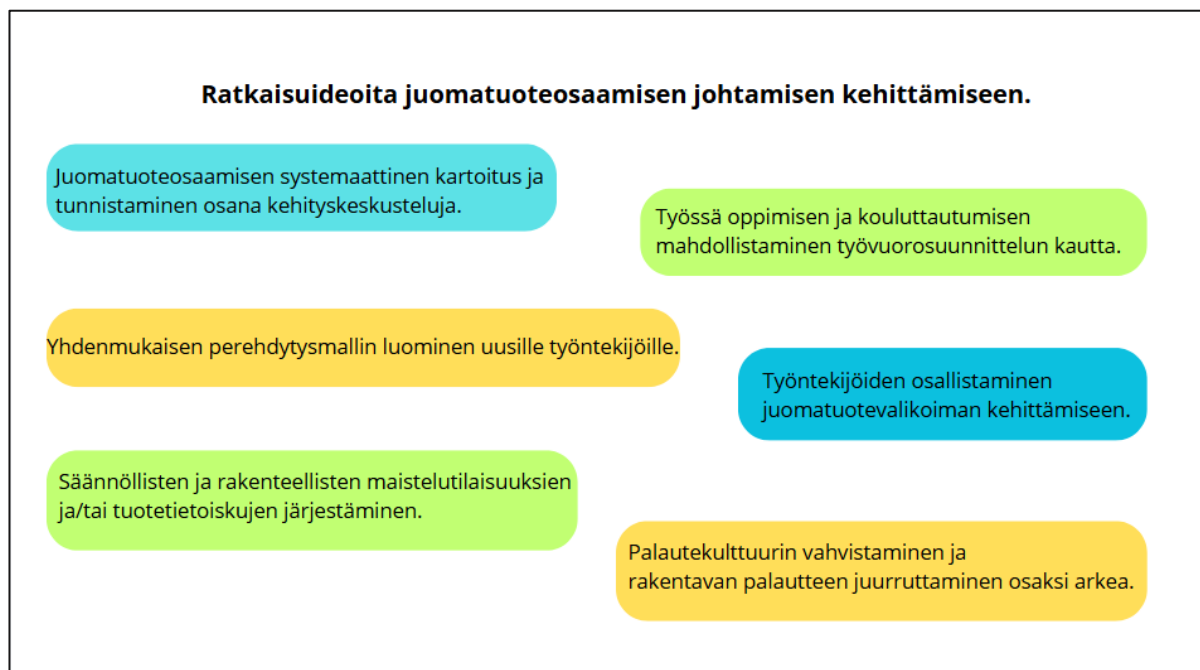 Ratkaisuideoita juomatuoteosaamisen johtamisen kehittämiseen.
Juomatuoteosaamisen systemaattinen kartoitus ja
tunnistaminen osana kehityskeskusteluja.
Työssä oppimisen ja kouluttautumisen
mahdollistaminen työvuorosuunnittelun kautta.
Yhdenmukaisen perehdytysmallin luominen uusille työntekijöille.
Työntekijöiden osallistaminen
juomatuotevalikoiman kehittämiseen.
Säännöllisten ja rakenteellisten maistelutilaisuuksien
ja/tai tuotetietoiskujen järjestäminen.
Palautekulttuurin vahvistaminen ja
rakentavan palautteen juurruttaminen osaksi arkea.